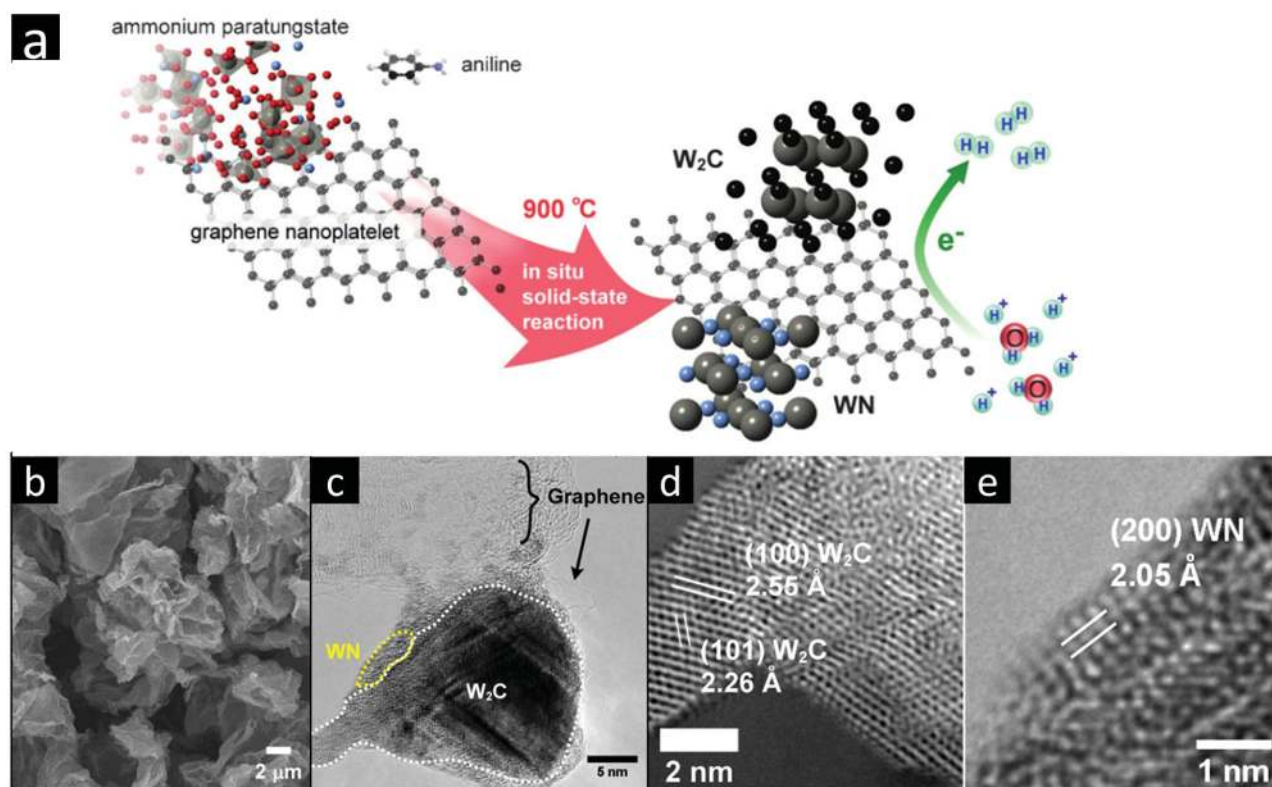 a
ammonium paratungstate
aniline
graphene nanoplatelet
900 °C
in situ
solid-state
reaction
W₂C
WN
e⁻
H H
H H
H H
H⁺
H⁺
O H
H
H⁺
H⁺
H O
H
b
2 μm
c
Graphene
WN
W₂C
5 nm
d
(100) W₂C
2.55 Å
(101) W₂C
2.26 Å
2 nm
e
(200) WN
2.05 Å
1 nm